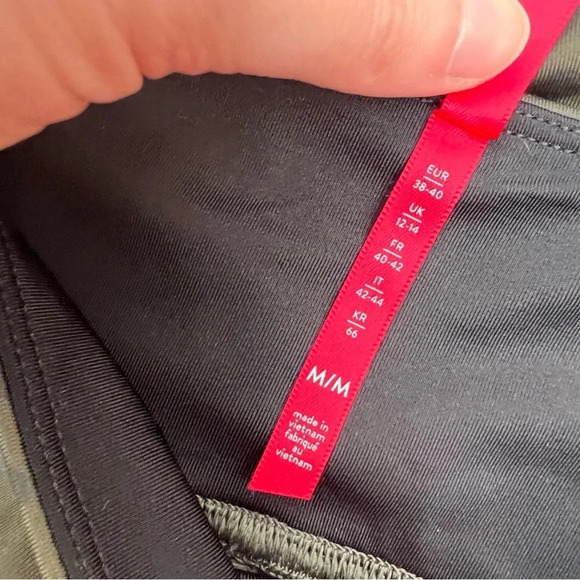 EUR
38-40
UK
12-14
FR
40-42
IT
42-44
KR
66
M/M
made in
vietnam
fabriqué
au
vietnam